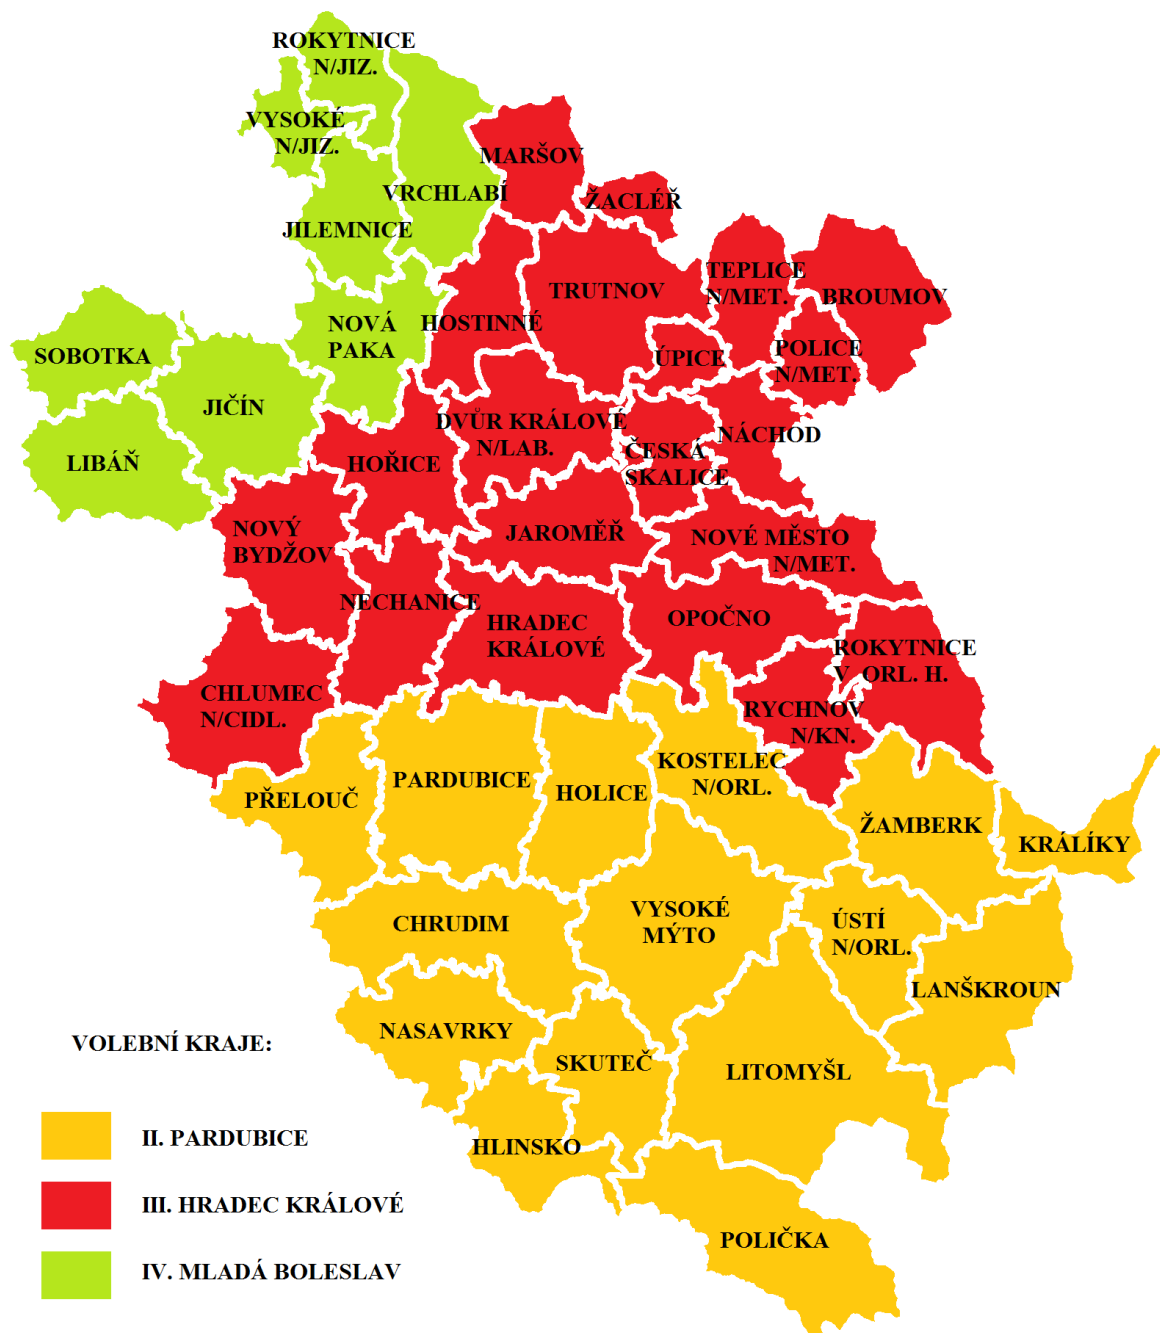 ROKYTNICE
N/JIZ.
VYSOKÉ
N/JIZ.
MARŠOV
VRCHLABÍ
ŽACLÉŘ
JILEMNICE
TEPLICE
N/MET.
TRUTNOV
BROUMOV
NOVÁ
PAKA
HOSTINNÉ
SOBOTKA
ÚPICE
POLICE
N/MET.
JIČÍN
DVŮR KRÁLOVÉ
N/LAB.
NÁCHOD
LIBÁŇ
HOŘICE
ČESKÁ
SKALICE
NOVÝ
BYDŽOV
JAROMĚŘ
NOVÉ MĚSTO
N/MET.
NECHANICE
HRADEC
KRÁLOVÉ
OPOČNO
ROKYTNICE
V ORL. H.
CHLUMEC
N/CIDL.
RYCHNOV
N/KN.
KOSTELEC
N/ORL.
PŘELOUČ
PARDUBICE
HOLICE
ŽAMBERK
KRÁLÍKY
CHRUDIM
VYSOKÉ
MÝTO
ÚSTÍ
N/ORL.
LANŠKROUN
NASAVRKY
SKUTEČ
LITOMYŠL
HLINSKO
POLIČKA
VOLEBNÍ KRAJE:
II. PARDUBICE
III. HRADEC KRÁLOVÉ
IV. MLADÁ BOLESLAV